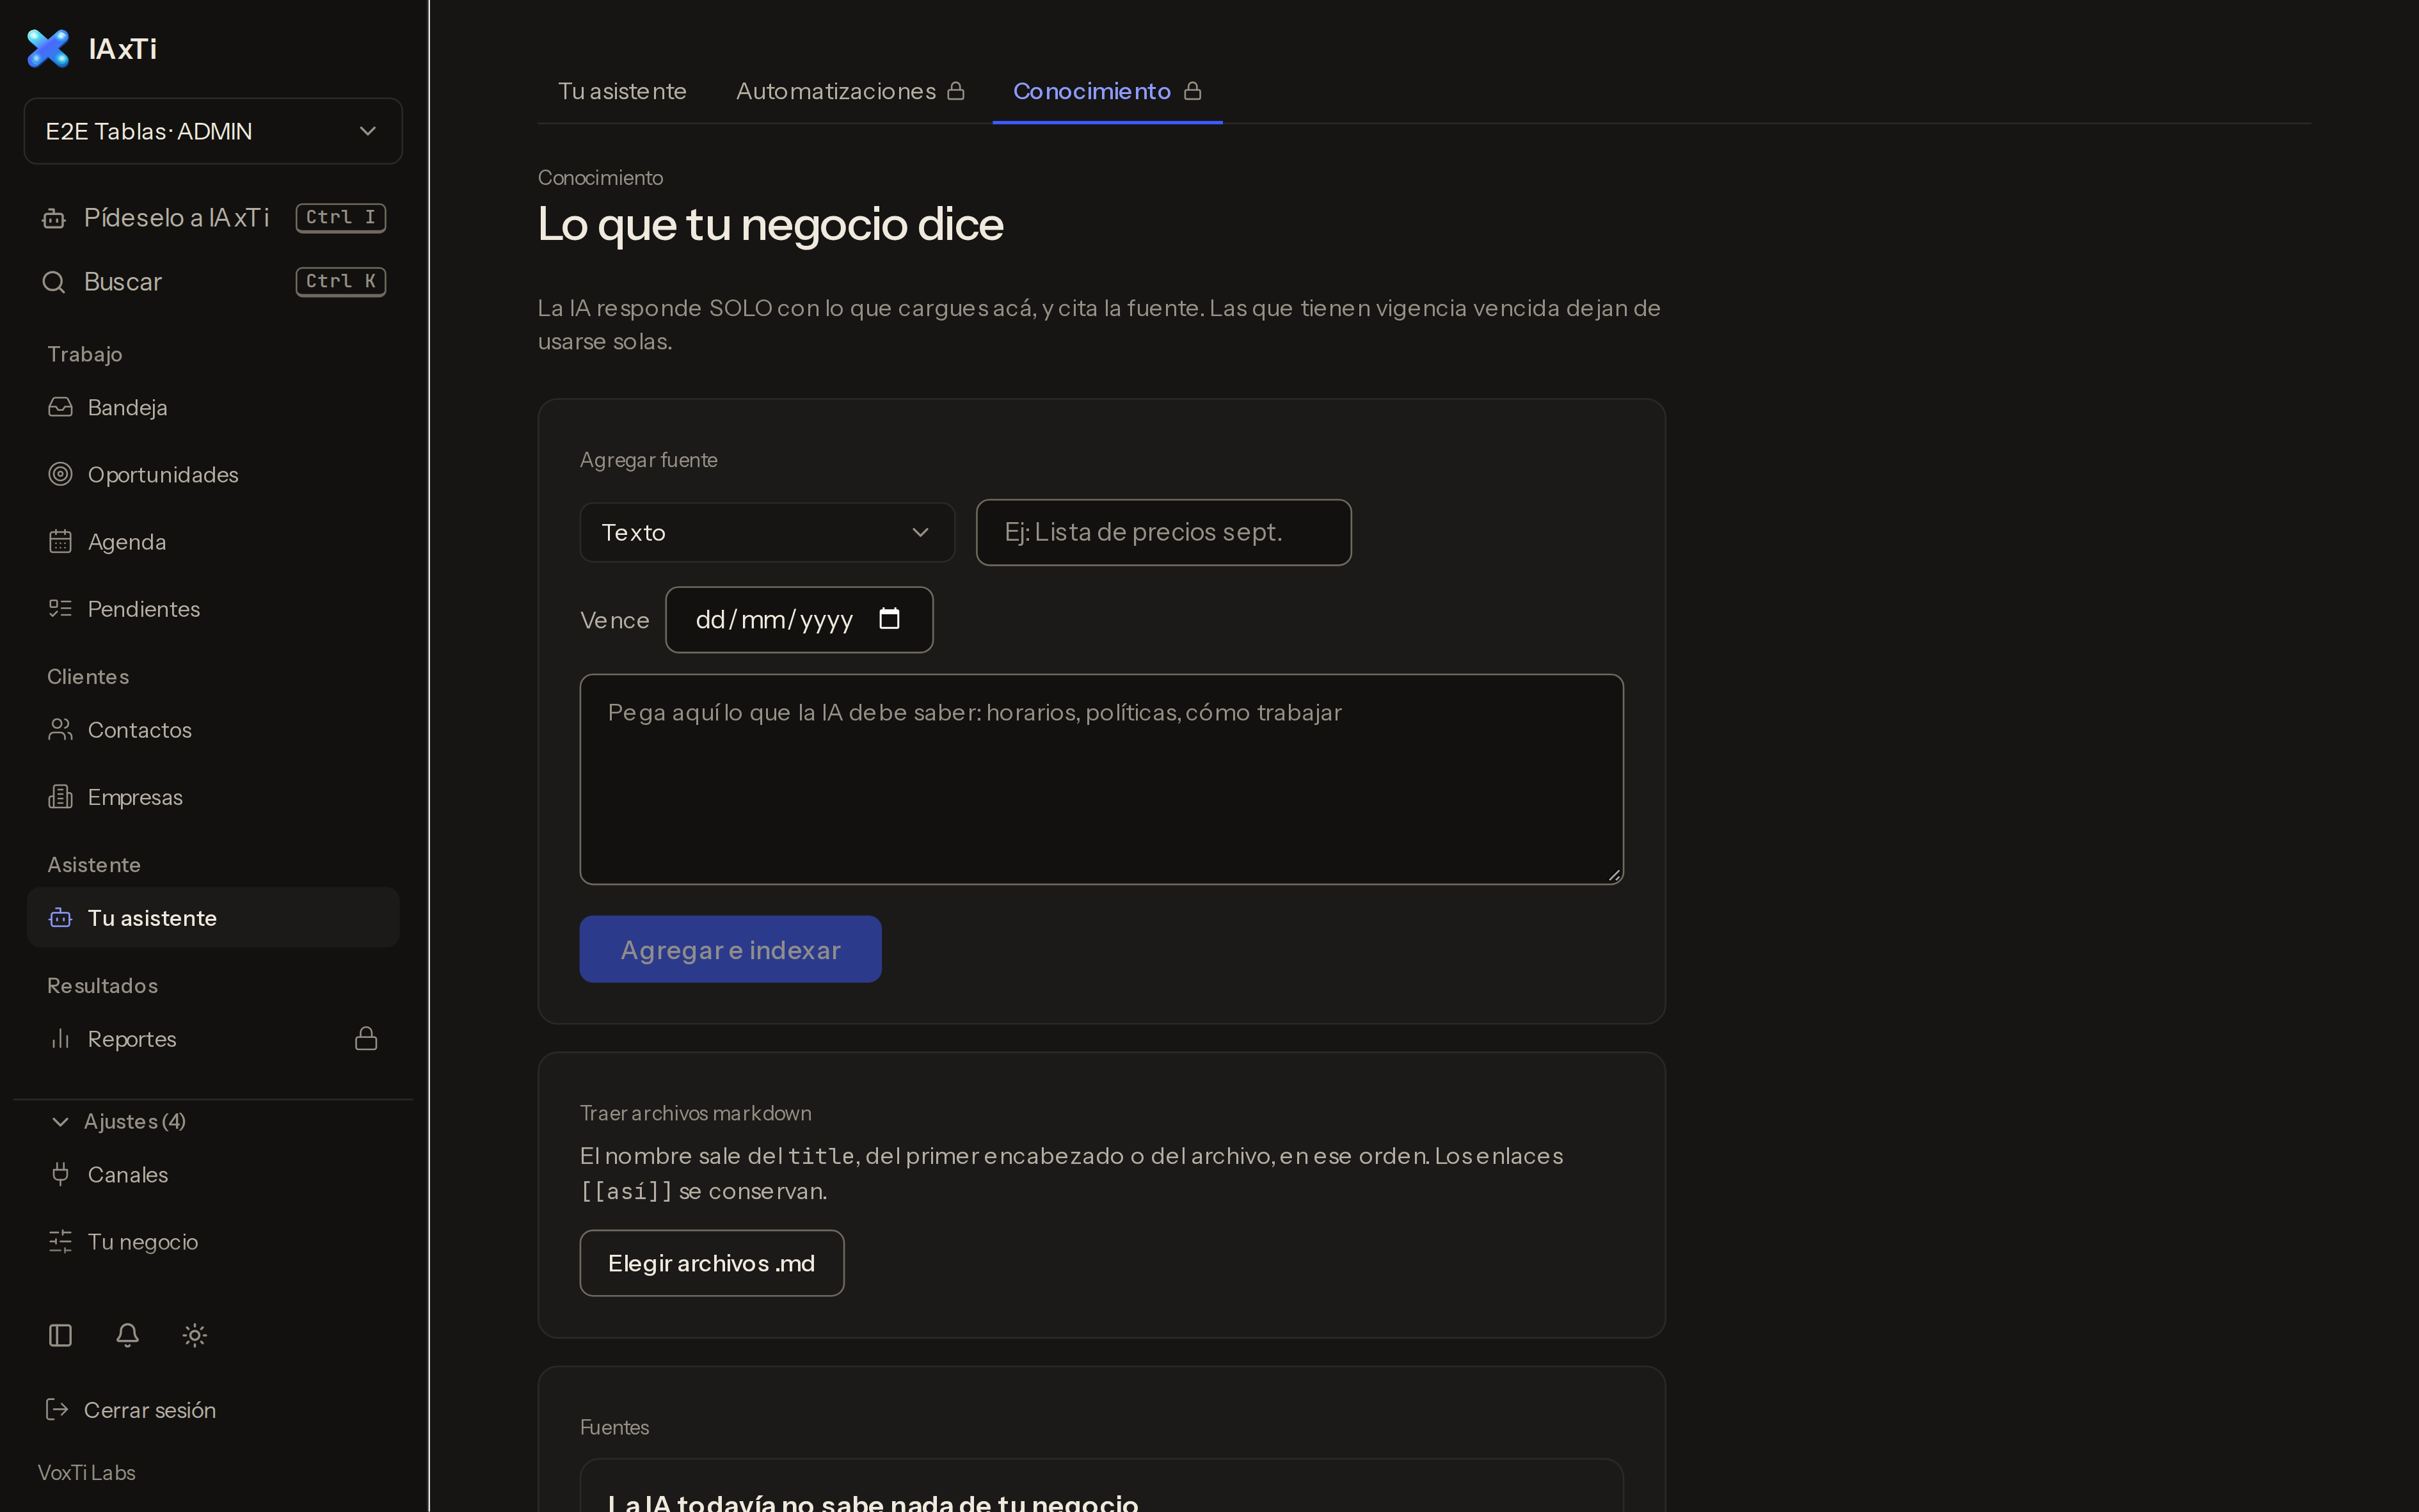 IAxTi
E2E Tablas · ADMIN
Pídeselo a IAxTi
Ctrl I
Buscar
Ctrl K
Trabajo
Bandeja
Oportunidades
Agenda
Pendientes
Clientes
Contactos
Empresas
Asistente
Tu asistente
Resultados
Reportes
Ajustes (4)
Canales
Tu negocio
Cerrar sesión
VoxTi Labs
Tu asistente
Automatizaciones
Conocimiento
Conocimiento
Lo que tu negocio dice
La IA responde SOLO con lo que cargues acá, y cita la fuente. Las que tienen vigencia vencida dejan de
usarse solas.
Agregar fuente
Texto
Ej: Lista de precios sept.
Vence
dd/mm/yyyy
Pega aquí lo que la IA debe saber: horarios, políticas, cómo trabajar
Agregar e indexar
Traer archivos markdown
El nombre sale del title, del primer encabezado o del archivo, en ese orden. Los enlaces
[[así]] se conservan.
Elegir archivos .md
Fuentes
La IA todavía no sabe nada de tu negocio